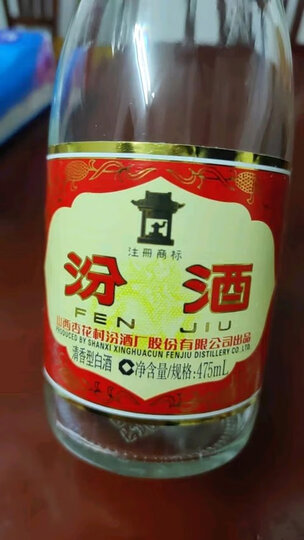 注册商标
汾酒
FEN JIU
山西杏花村汾酒厂股份有限公司出品
PRODUCED BY SHANXI XINGHUACUN FENJIU DISTILLERY CO., LTD.
清香型白酒 净含量/规格:475mL